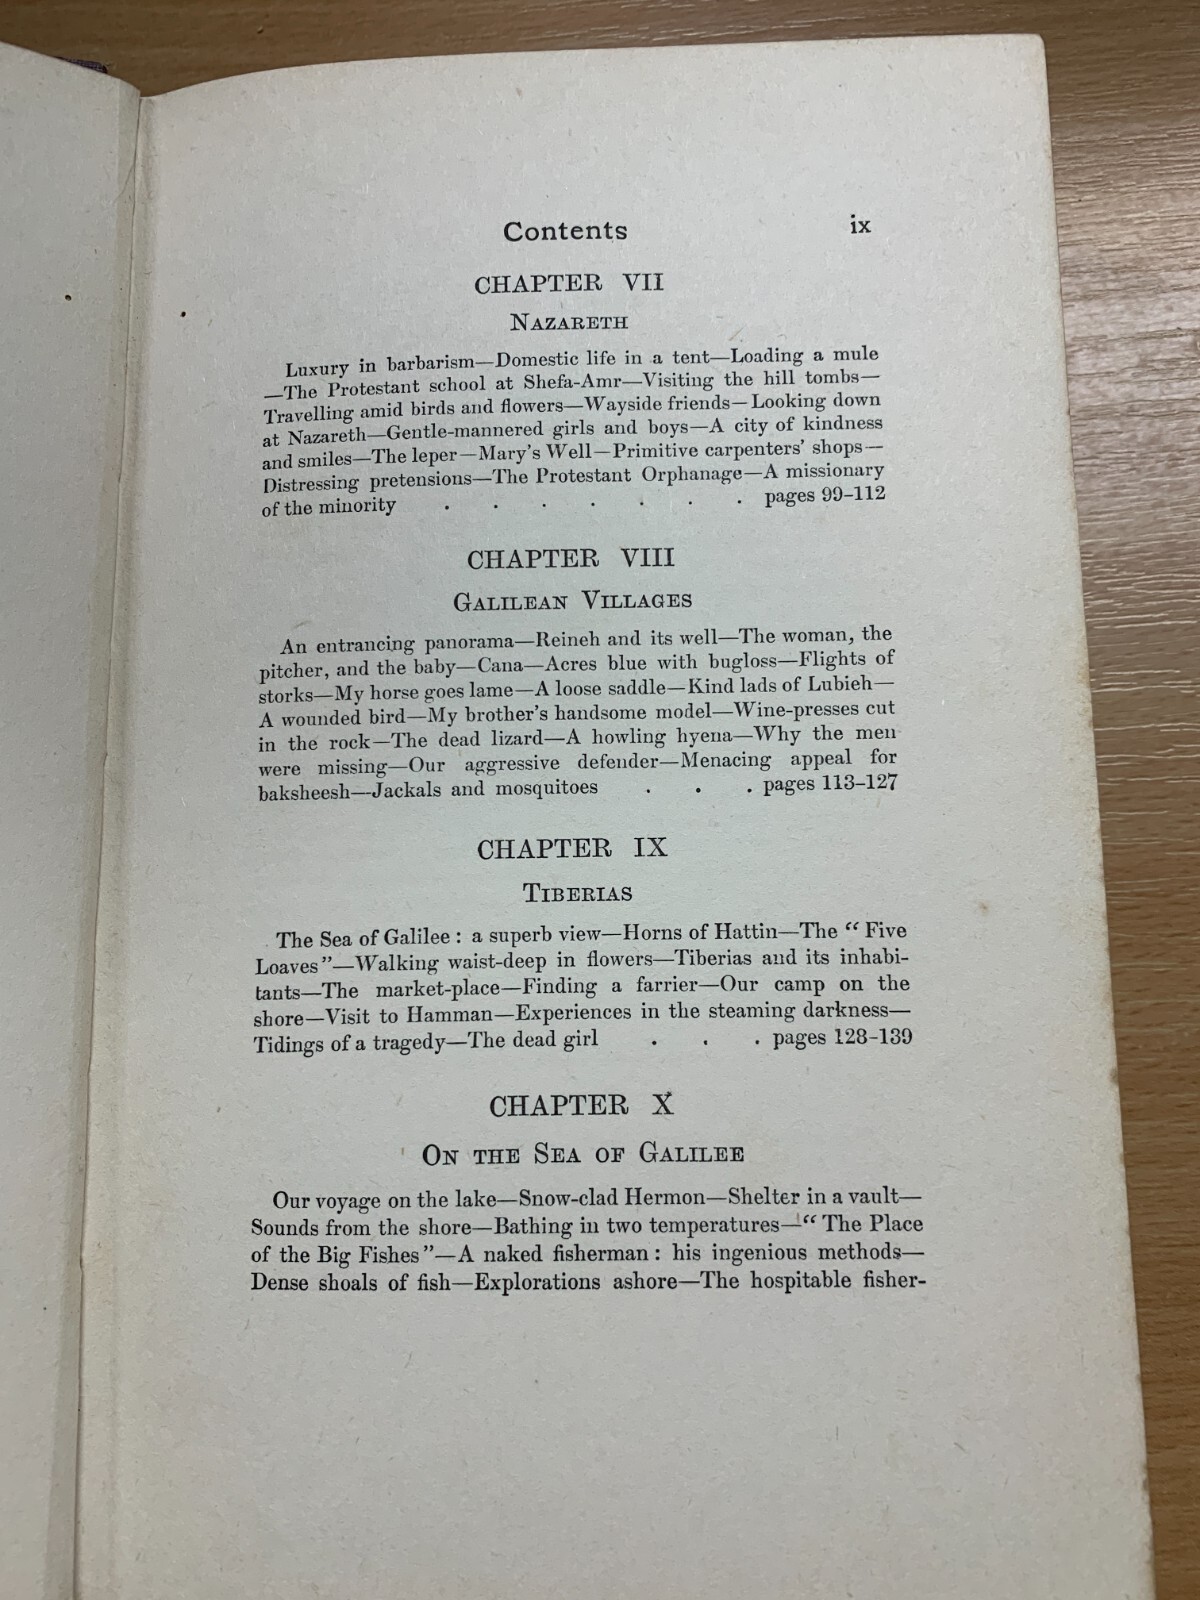 Contents ix
CHAPTER VII
NAZARETH
Luxury in barbarism—Domestic life in a tent—Loading a mule
—The Protestant school at Shefa-Amr—Visiting the hill tombs—
Travelling amid birds and flowers—Wayside friends—Looking down
at Nazareth—Gentle-mannered girls and boys—A city of kindness
and smiles—The leper—Mary's Well—Primitive carpenters' shops—
Distressing pretensions—The Protestant Orphanage—A missionary
of the minority . . . . . . . pages 99-112
CHAPTER VIII
GALILEAN VILLAGES
An entrancing panorama—Reineh and its well—The woman, the
pitcher, and the baby—Cana—Acres blue with bugloss—Flights of
storks—My horse goes lame—A loose saddle—Kind lads of Lubieh—
A wounded bird—My brother's handsome model—Wine-presses cut
in the rock—The dead lizard—A howling hyena—Why the men
were missing—Our aggressive defender—Menacing appeal for
baksheesh—Jackals and mosquitoes . . . pages 113-127
CHAPTER IX
TIBERIAS
The Sea of Galilee: a superb view—Horns of Hattin—The "Five
Loaves"—Walking waist-deep in flowers—Tiberias and its inhabi-
tants—The market-place—Finding a farrier—Our camp on the
shore—Visit to Hamman—Experiences in the steaming darkness—
Tidings of a tragedy—The dead girl . . . pages 128-139
CHAPTER X
ON THE SEA OF GALILEE
Our voyage on the lake—Snow-clad Hermon—Shelter in a vault—
Sounds from the shore—Bathing in two temperatures—"The Place
of the Big Fishes"—A naked fisherman: his ingenious methods—
Dense shoals of fish—Explorations ashore—The hospitable fisher-